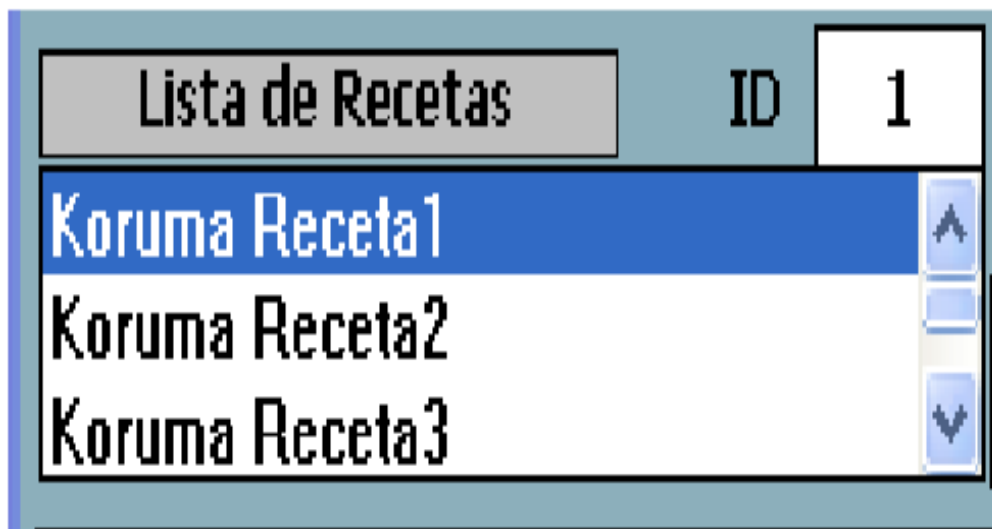 Lista de Recetas ID 1
Koruma Receta1
Koruma Receta2
Koruma Receta3